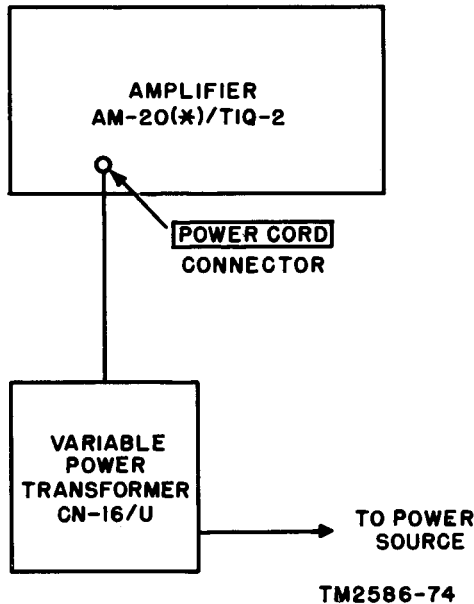 AMPLIFIER
AM-20(*)/TIQ-2
POWER CORD
CONNECTOR
VARIABLE
POWER
TRANSFORMER
CN-16/U
TO POWER
SOURCE
TM2586-74